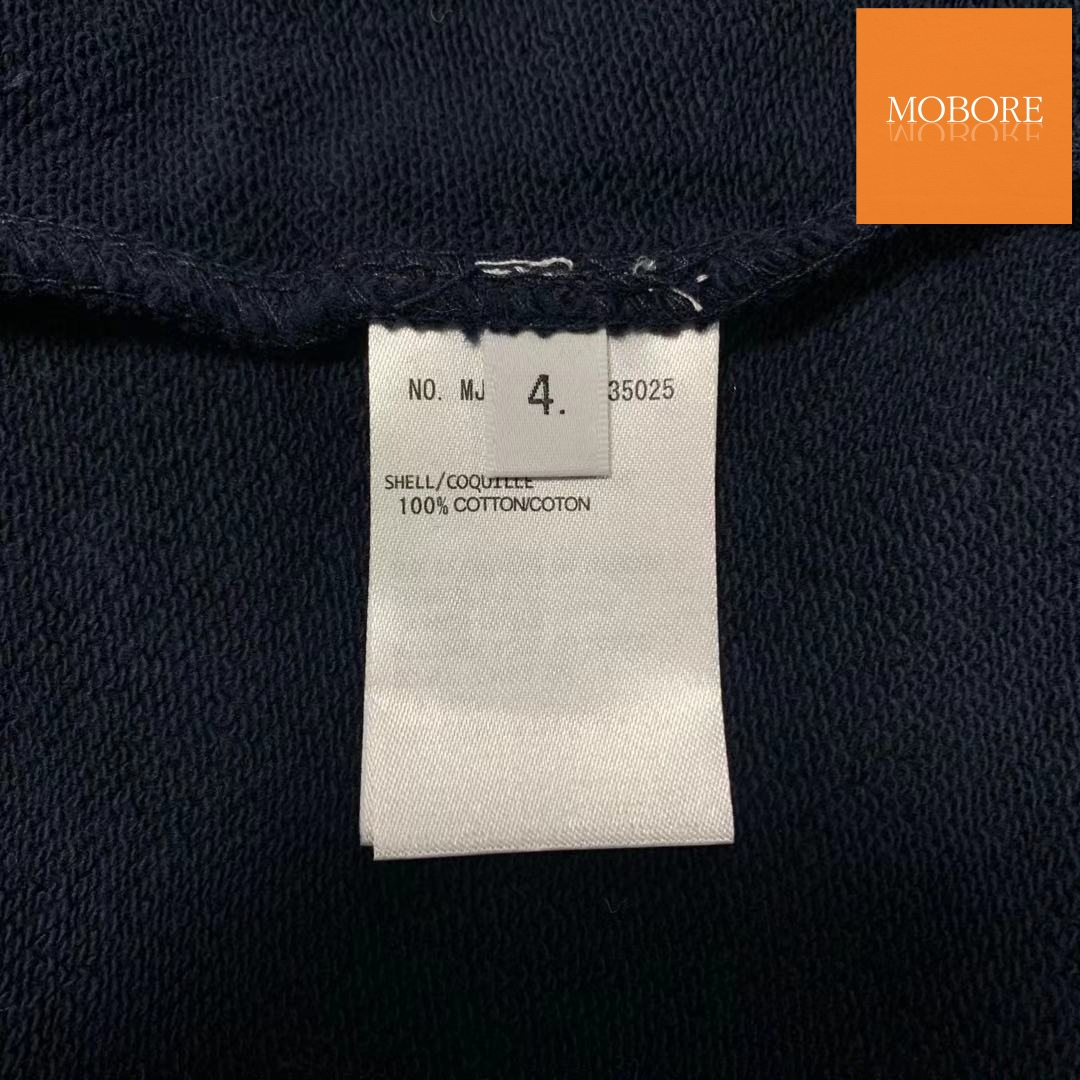 MOBORE
NO. MJ 35025
4.
SHELL/COQUILLE
100% COTTON/COTON